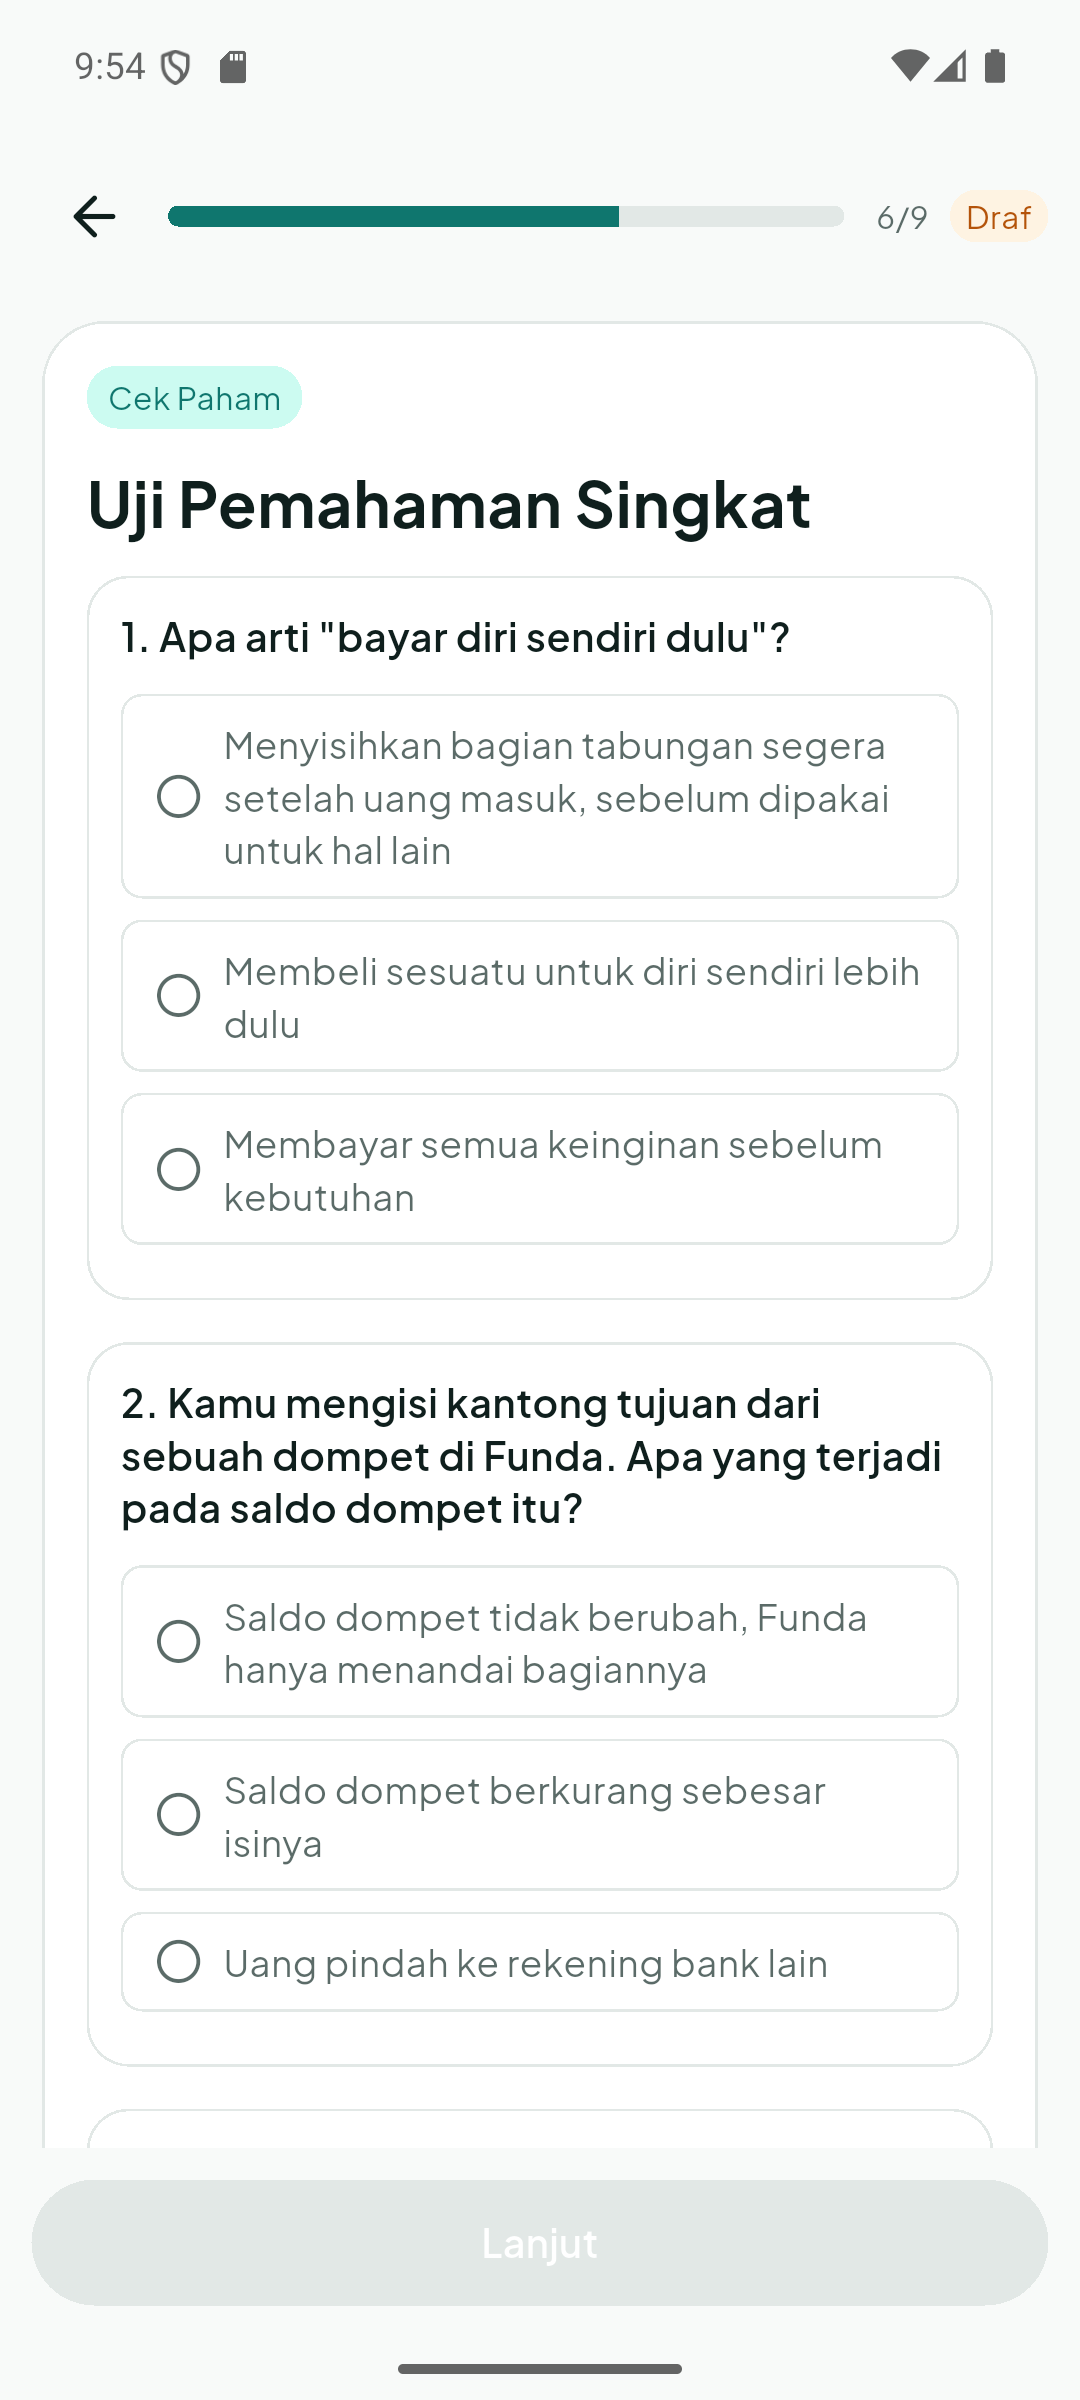 9:54
6/9
Draf
Cek Paham
Uji Pemahaman Singkat
1. Apa arti "bayar diri sendiri dulu"?
Menyisihkan bagian tabungan segera
setelah uang masuk, sebelum dipakai
untuk hal lain
Membeli sesuatu untuk diri sendiri lebih
dulu
Membayar semua keinginan sebelum
kebutuhan
2. Kamu mengisi kantong tujuan dari
sebuah dompet di Funda. Apa yang terjadi
pada saldo dompet itu?
Saldo dompet tidak berubah, Funda
hanya menandai bagiannya
Saldo dompet berkurang sebesar
isinya
Uang pindah ke rekening bank lain
Lanjut